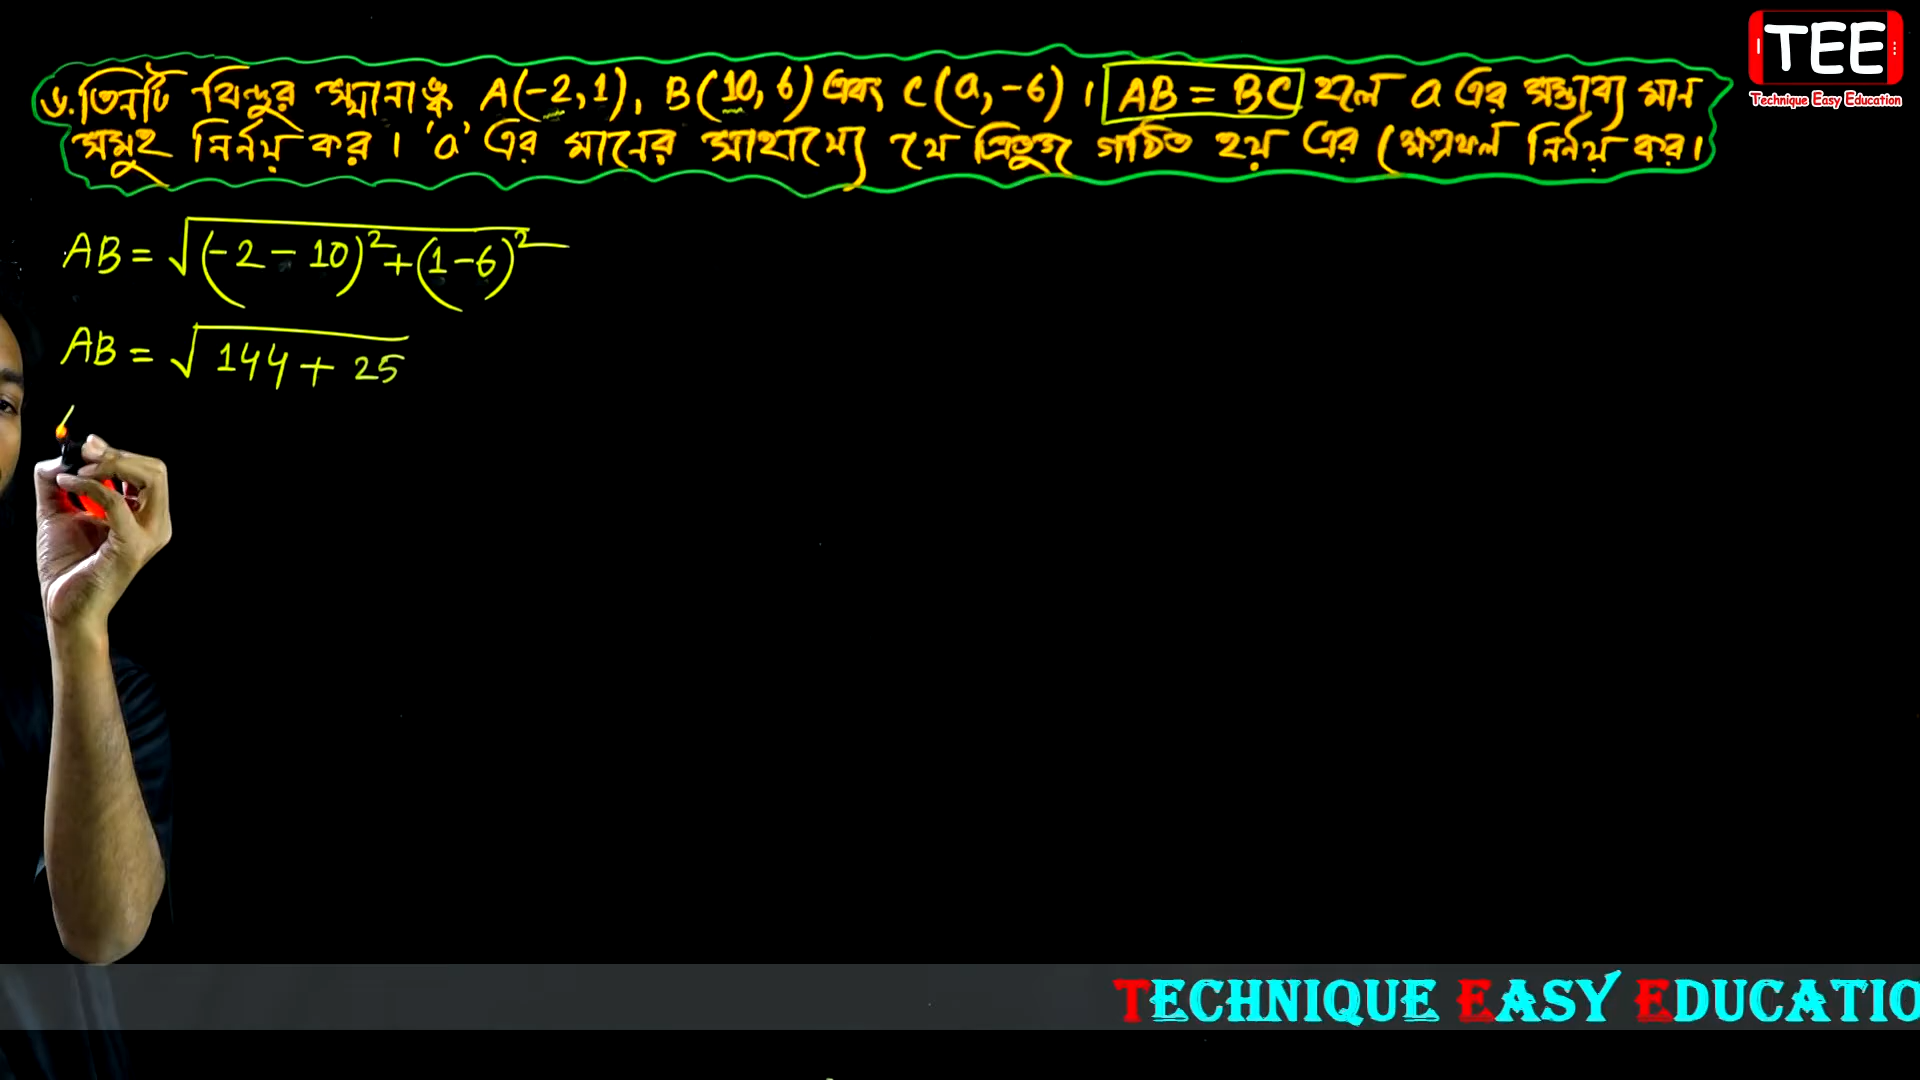 TEE
Technique Easy Education
৬. তিনটি বিন্দুর স্থানাঙ্ক A(-2,1), B(10,6) এবং C(a,-6) । AB = BC হলে a এর সম্ভাব্য মান
সমূহ নির্নয় কর । 'a' এর মানের সাহায্যে যে ত্রিভুজ গঠিত হয় এর ক্ষেত্রফল নির্নয় কর।
AB = √(-2-10)²+(1-6)²
AB = √144 + 25
TECHNIQUE EASY EDUCATIO